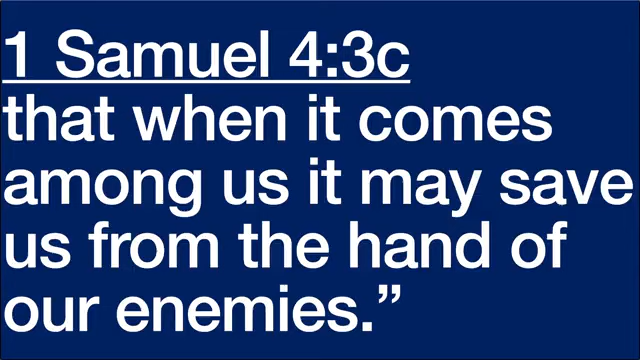 1 Samuel 4:3c
that when it comes
among us it may save
us from the hand of
our enemies.”